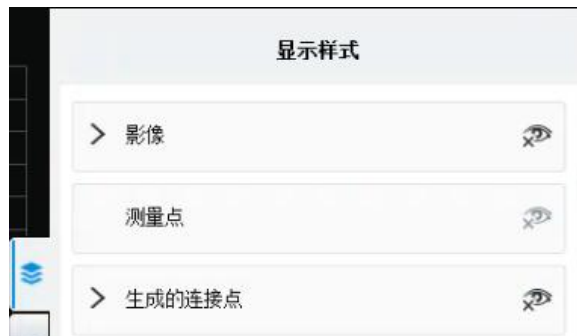 显示样式
影像
测量点
生成的连接点